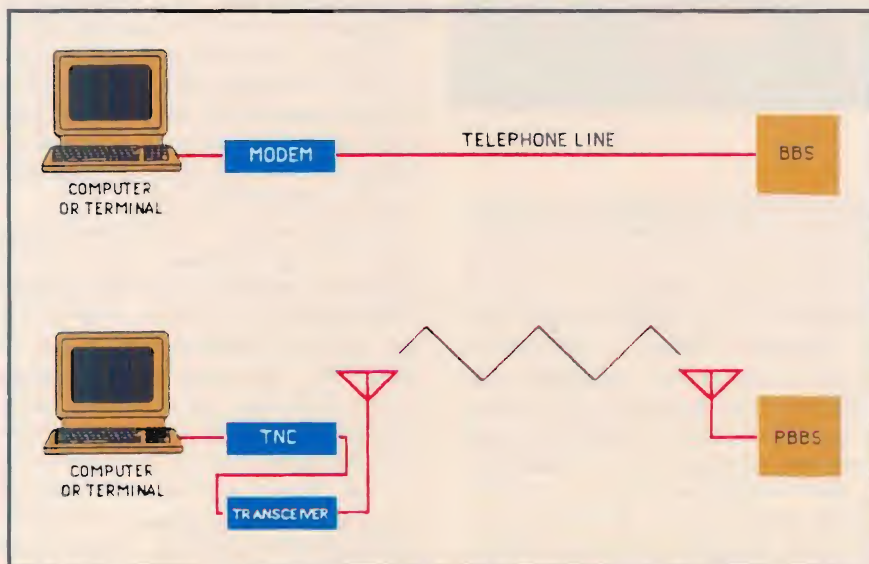 MODEM
TELEPHONE LINE
BBS
COMPUTER
OR TERMINAL
TNC
PBBS
COMPUTER
OR TERMINAL
TRANSCEIVER